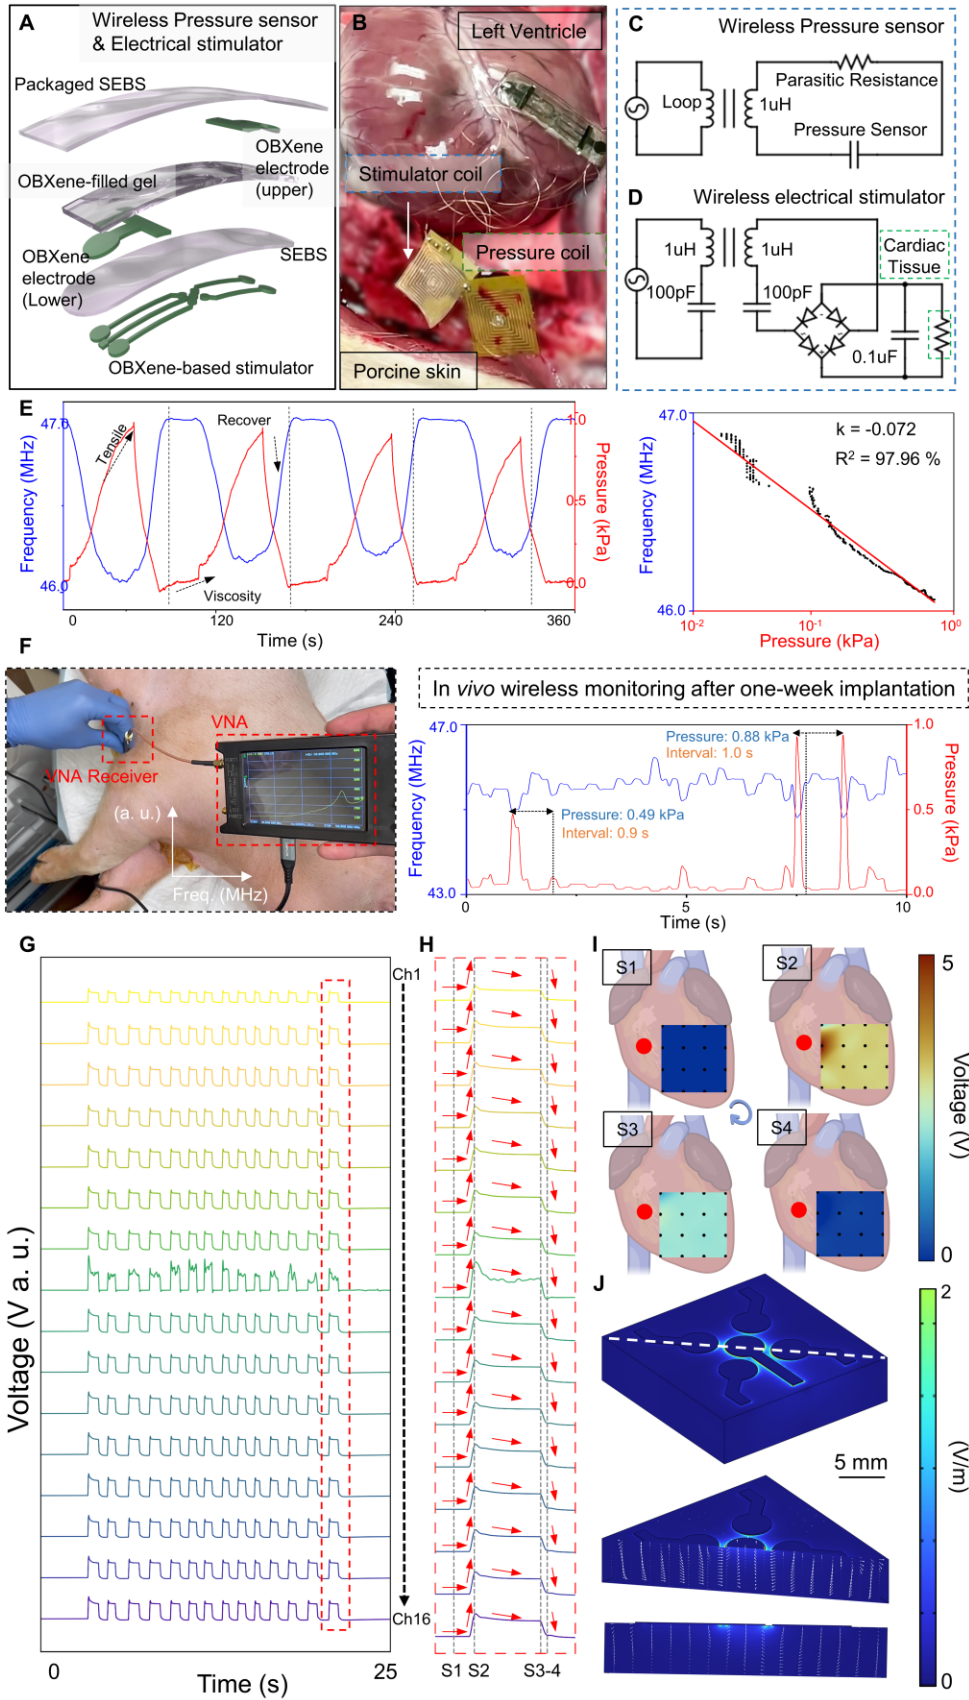 A
Wireless Pressure sensor
& Electrical stimulator
Packaged SEBS
OBXene
electrode
(upper)
OBXene-filled gel
OBXene
electrode
(Lower)
SEBS
OBXene-based stimulator
B
Left Ventricle
Stimulator coil
Pressure coil
Porcine skin
C
Wireless Pressure sensor
Parasitic Resistance
Loop
1uH
Pressure Sensor
D
Wireless electrical stimulator
1uH
1uH
Cardiac
Tissue
100pF
100pF
0.1uF
E
Frequency (MHz)
47.0
46.0
Tensile
Recover
Viscosity
0
120
240
360
Time (s)
1.0
0.5
0.0
Pressure (kPa)
Frequency (MHz)
47.0
46.0
k = -0.072
R² = 97.96 %
10⁻²
10⁻¹
10⁰
Pressure (kPa)
F
VNA
VNA Receiver
(a. u.)
Freq. (MHz)
In vivo wireless monitoring after one-week implantation
Frequency (MHz)
47.0
43.0
Pressure: 0.88 kPa
Interval: 1.0 s
Pressure: 0.49 kPa
Interval: 0.9 s
0
5
10
Time (s)
1.0
0.5
0.0
Pressure (kPa)
G
Voltage (V a. u.)
Ch1
Ch16
0
25
Time (s)
H
S1
S2
S3-4
I
S1
S2
S3
S4
5
0
Voltage (V)
J
5 mm
2
0
(V/m)